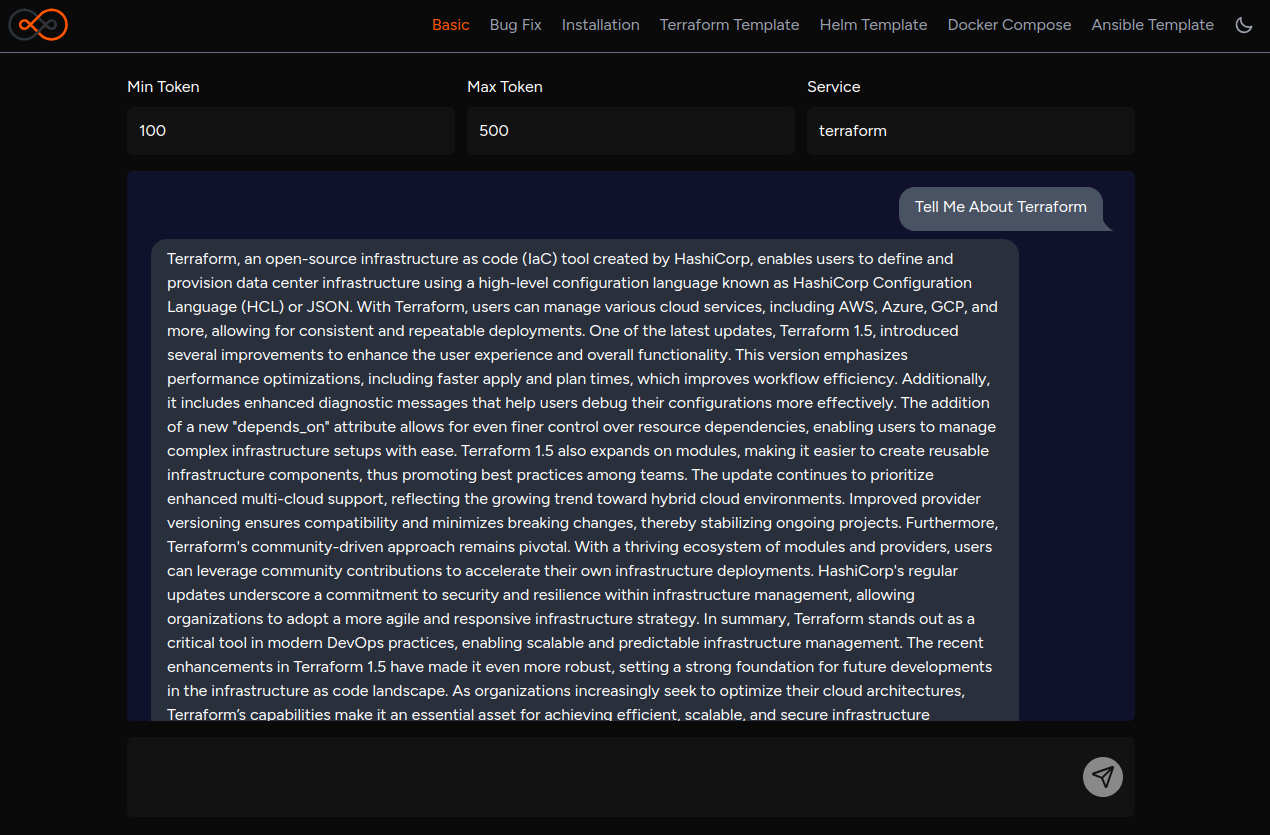 Basic Bug Fix Installation Terraform Template Helm Template Docker Compose Ansible Template
Min Token Max Token Service
100 500 terraform
Tell Me About Terraform
Terraform, an open-source infrastructure as code (IaC) tool created by HashiCorp, enables users to define and
provision data center infrastructure using a high-level configuration language known as HashiCorp Configuration
Language (HCL) or JSON. With Terraform, users can manage various cloud services, including AWS, Azure, GCP, and
more, allowing for consistent and repeatable deployments. One of the latest updates, Terraform 1.5, introduced
several improvements to enhance the user experience and overall functionality. This version emphasizes
performance optimizations, including faster apply and plan times, which improves workflow efficiency. Additionally,
it includes enhanced diagnostic messages that help users debug their configurations more effectively. The addition
of a new "depends_on" attribute allows for even finer control over resource dependencies, enabling users to manage
complex infrastructure setups with ease. Terraform 1.5 also expands on modules, making it easier to create reusable
infrastructure components, thus promoting best practices among teams. The update continues to prioritize
enhanced multi-cloud support, reflecting the growing trend toward hybrid cloud environments. Improved provider
versioning ensures compatibility and minimizes breaking changes, thereby stabilizing ongoing projects. Furthermore,
Terraform's community-driven approach remains pivotal. With a thriving ecosystem of modules and providers, users
can leverage community contributions to accelerate their own infrastructure deployments. HashiCorp's regular
updates underscore a commitment to security and resilience within infrastructure management, allowing
organizations to adopt a more agile and responsive infrastructure strategy. In summary, Terraform stands out as a
critical tool in modern DevOps practices, enabling scalable and predictable infrastructure management. The recent
enhancements in Terraform 1.5 have made it even more robust, setting a strong foundation for future developments
in the infrastructure as code landscape. As organizations increasingly seek to optimize their cloud architectures,
Terraform’s capabilities make it an essential asset for achieving efficient, scalable, and secure infrastructure